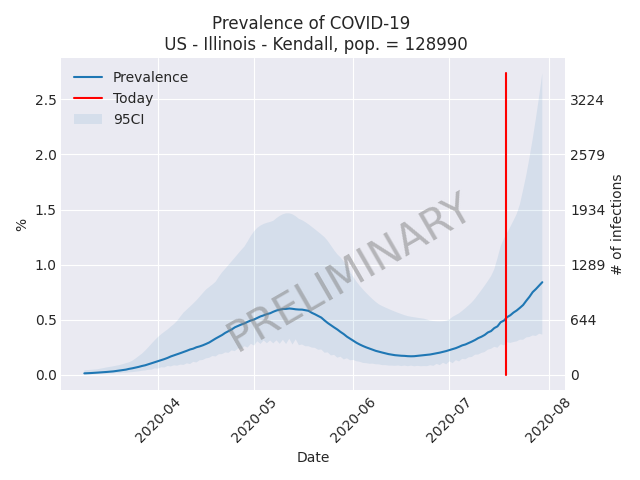 Prevalence of COVID-19
US - Illinois - Kendall, pop. = 128990
Prevalence
Today
95CI
2.5
2.0
1.5
1.0
0.5
0.0
%
3224
2579
1934
1289
644
0
# of infections
PRELIMINARY
2020-04
2020-05
2020-06
2020-07
2020-08
Date